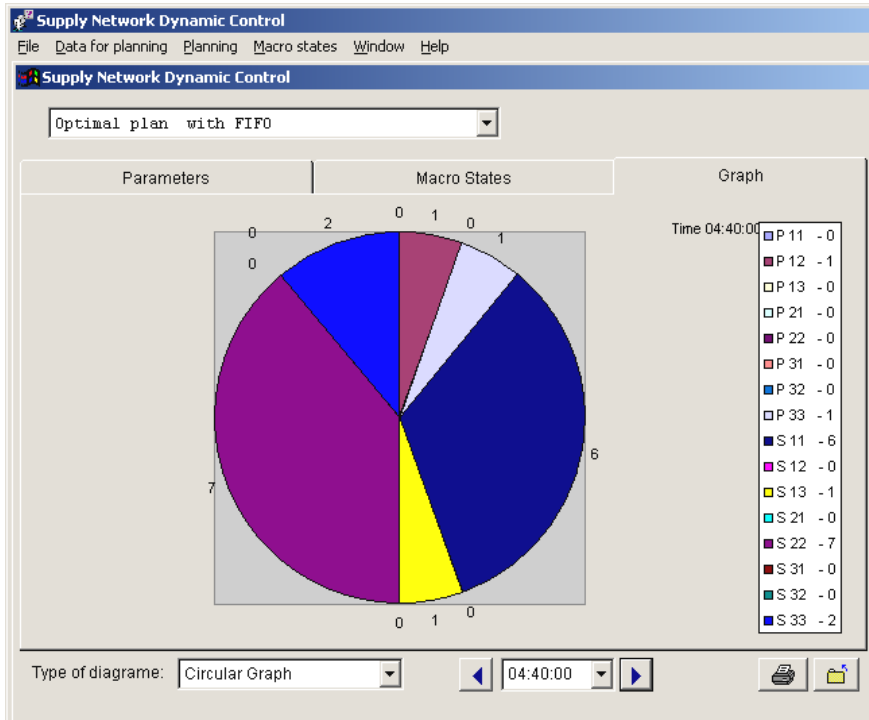 Supply Network Dynamic Control
File Data for planning Planning Macro states Window Help
Supply Network Dynamic Control
Optimal plan with FIFO
Parameters Macro States Graph
Time 04:40:00
0 2 0 1 0 1
0
6
7
0 1 0
P 11 - 0
P 12 - 1
P 13 - 0
P 21 - 0
P 22 - 0
P 31 - 0
P 32 - 0
P 33 - 1
S 11 - 6
S 12 - 0
S 13 - 1
S 21 - 0
S 22 - 7
S 31 - 0
S 32 - 0
S 33 - 2
Type of diagrame: Circular Graph 04:40:00